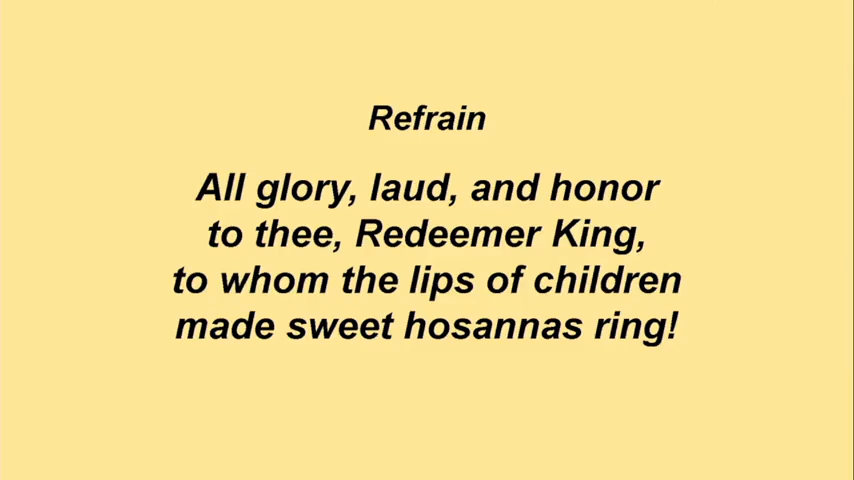 Refrain
All glory, laud, and honor
to thee, Redeemer King,
to whom the lips of children
made sweet hosannas ring!